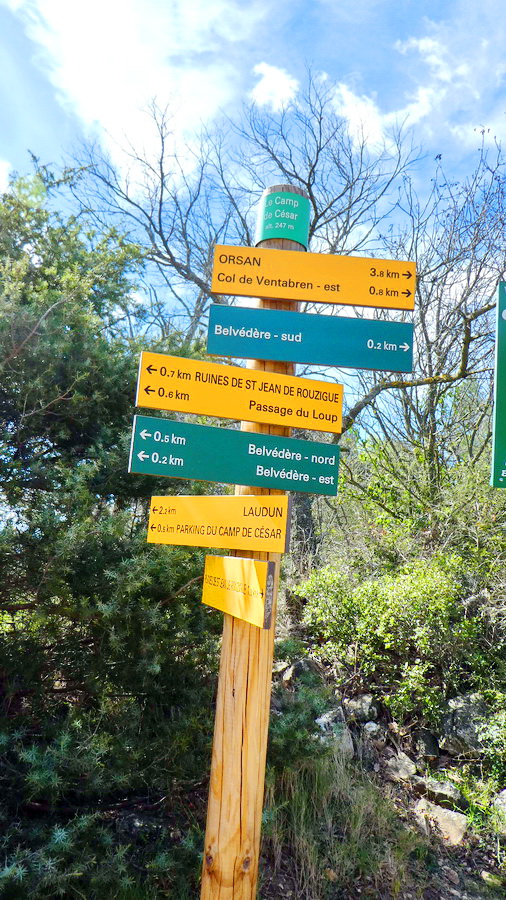 Le Camp
de César
alt. 247 m
ORSAN 3.8 km →
Col de Ventabren - est 0.8 km →
Belvédère - sud 0.2 km →
← 0.7 km RUINES DE ST JEAN DE ROUZIGUE
← 0.6 km Passage du Loup
← 0.5 km Belvédère - nord
← 0.2 km Belvédère - est
← 2.2 km LAUDUN
← 0.5 km PARKING DU CAMP DE CÉSAR